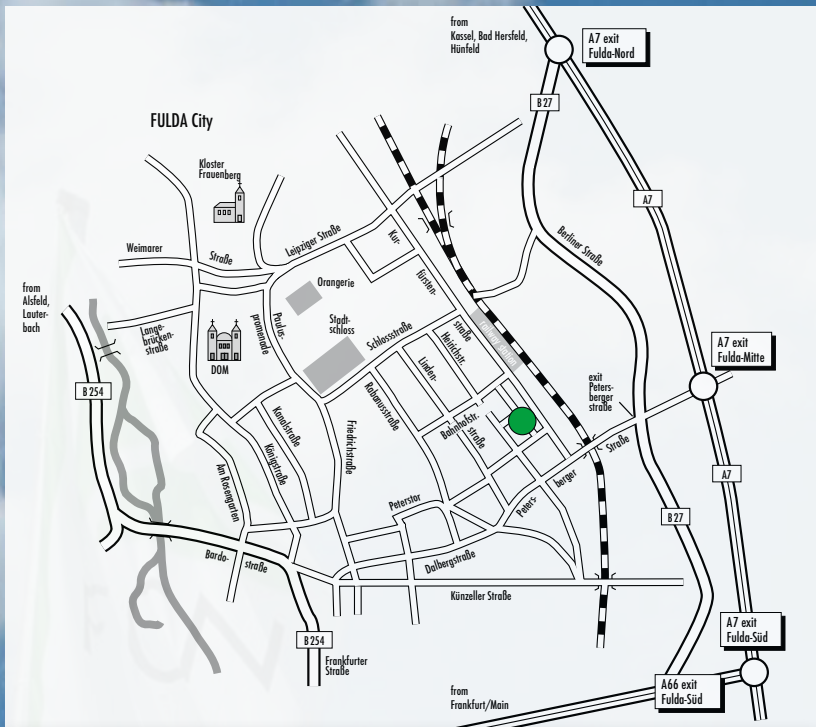 from
Kassel, Bad Hersfeld,
Hünfeld
A7 exit
Fulda-Nord
B 27
FULDA City
Kloster
Frauenberg
A7
Leipziger Straße
Kur-
Berliner Straße
Weimarer
Straße
from
Alsfeld,
Lauter-
bach
Orangerie
Fürsten-
straße
Lange-
brücken-
straße
Paulus-
promenade
Stadt-
schloss
Schlossstraße
railway station
DOM
Heinrichstr.
Linden-
straße
A7 exit
Fulda-Mitte
B 254
exit
Peters-
berger
straße
Rabanusstraße
Kanalstraße
Königstraße
Friedrichstraße
Bahnhofstr.
Am Rosengarten
Peters-
berger
Straße
A7
Peterstor
B 27
Bardo-
straße
Dalbergstraße
Künzeller Straße
B 254
A7 exit
Fulda-Süd
Frankfurter
Straße
A66 exit
Fulda-Süd
from
Frankfurt/Main